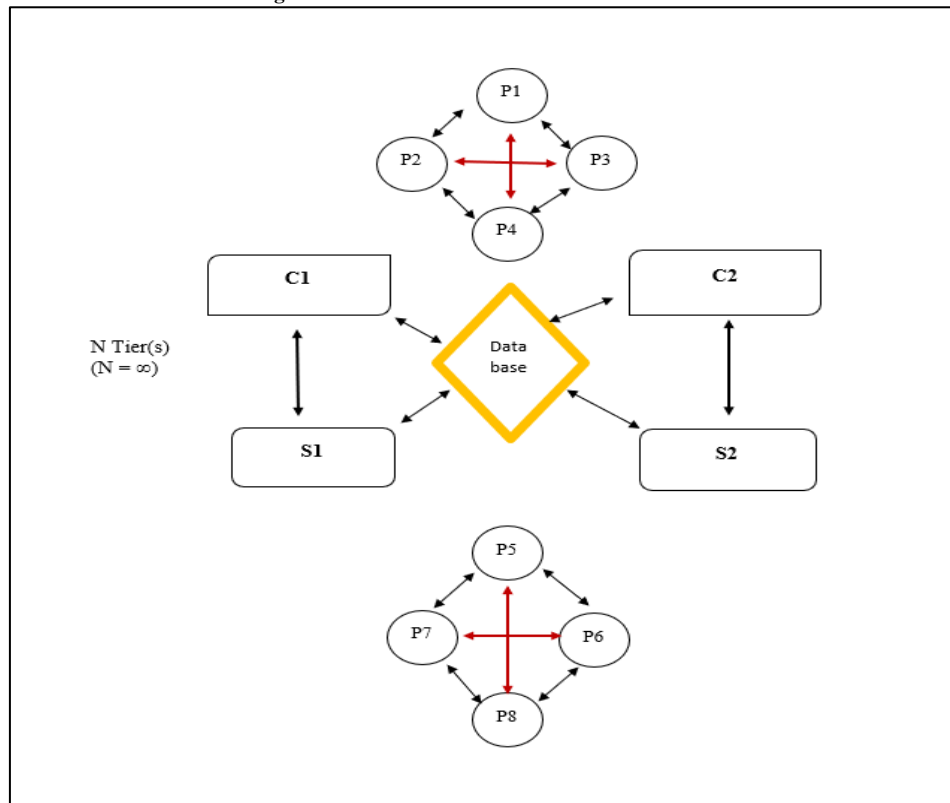 P1
P2
P3
P4
C1
C2
Data
base
N Tier(s)
(N = ∞)
S1
S2
P5
P7
P6
P8